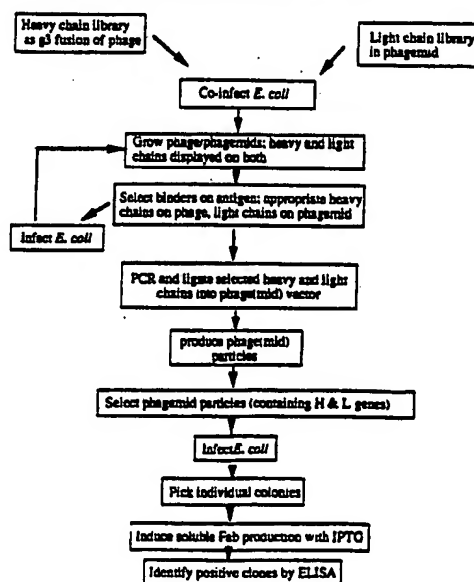 Heavy chain library
as g3 fusion of phage
Light chain library
in phagemid
Co-infect E. coli
Grow phage/phagemids; heavy and light
chains displayed on both
Select binders on antigen; appropriate heavy
chains on phage, light chains on phagemid
Infect E. coli
PCR and ligate selected heavy and light
chains into phage(mid) vector
produce phage(mid)
particles
Select phagemid particles (containing H & L genes)
InfectE. coli
Pick individual colonies
Induce soluble Fab production with IPTG
Identify positive clones by ELISA